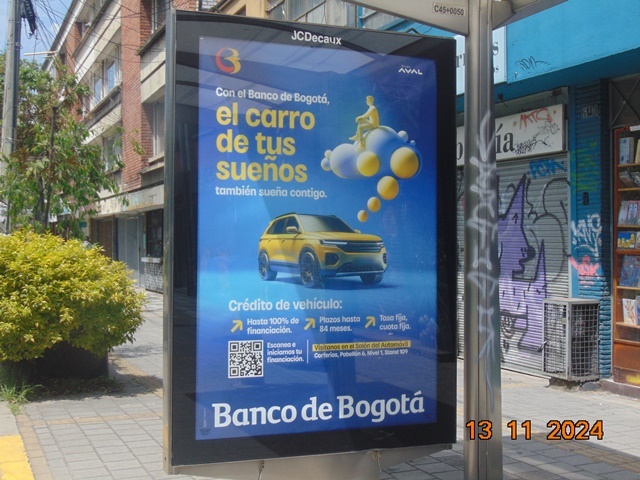 C45+0050
JCDecaux
AVAL
Con el Banco de Bogotá,
el carro
de tus
sueños
también sueña contigo.
Crédito de vehículo:
Hasta 100% de
financiación.
Plazos hasta
84 meses.
Tasa fija,
cuota fija.
Escanea e
iniciamos tu
financiación.
Visítanos en el Salón del Automóvil
Corferias, Pabellón 6, Nivel 1, Stand 109
Banco de Bogotá
13 11 2024